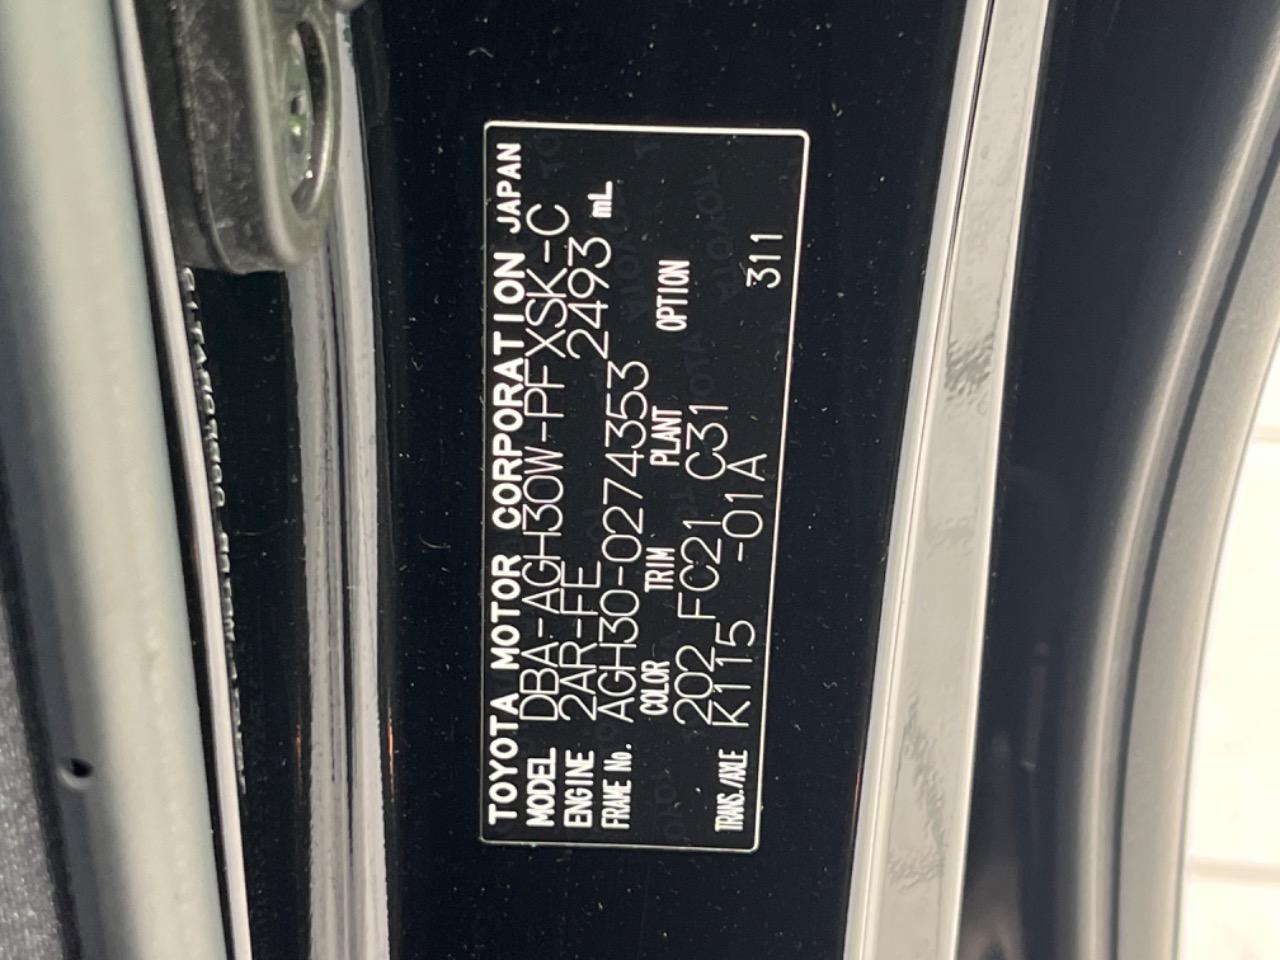 TOYOTA MOTOR CORPORATION JAPAN
MODEL DBA-AGH30W-PFXSK-C
ENGINE 2AR-FE 2493 mL
FRAME No. AGH30-0274353
COLOR TRIM PLANT OPTION
202 FC21 C31
TRANS./AXLE K115 -01A 311